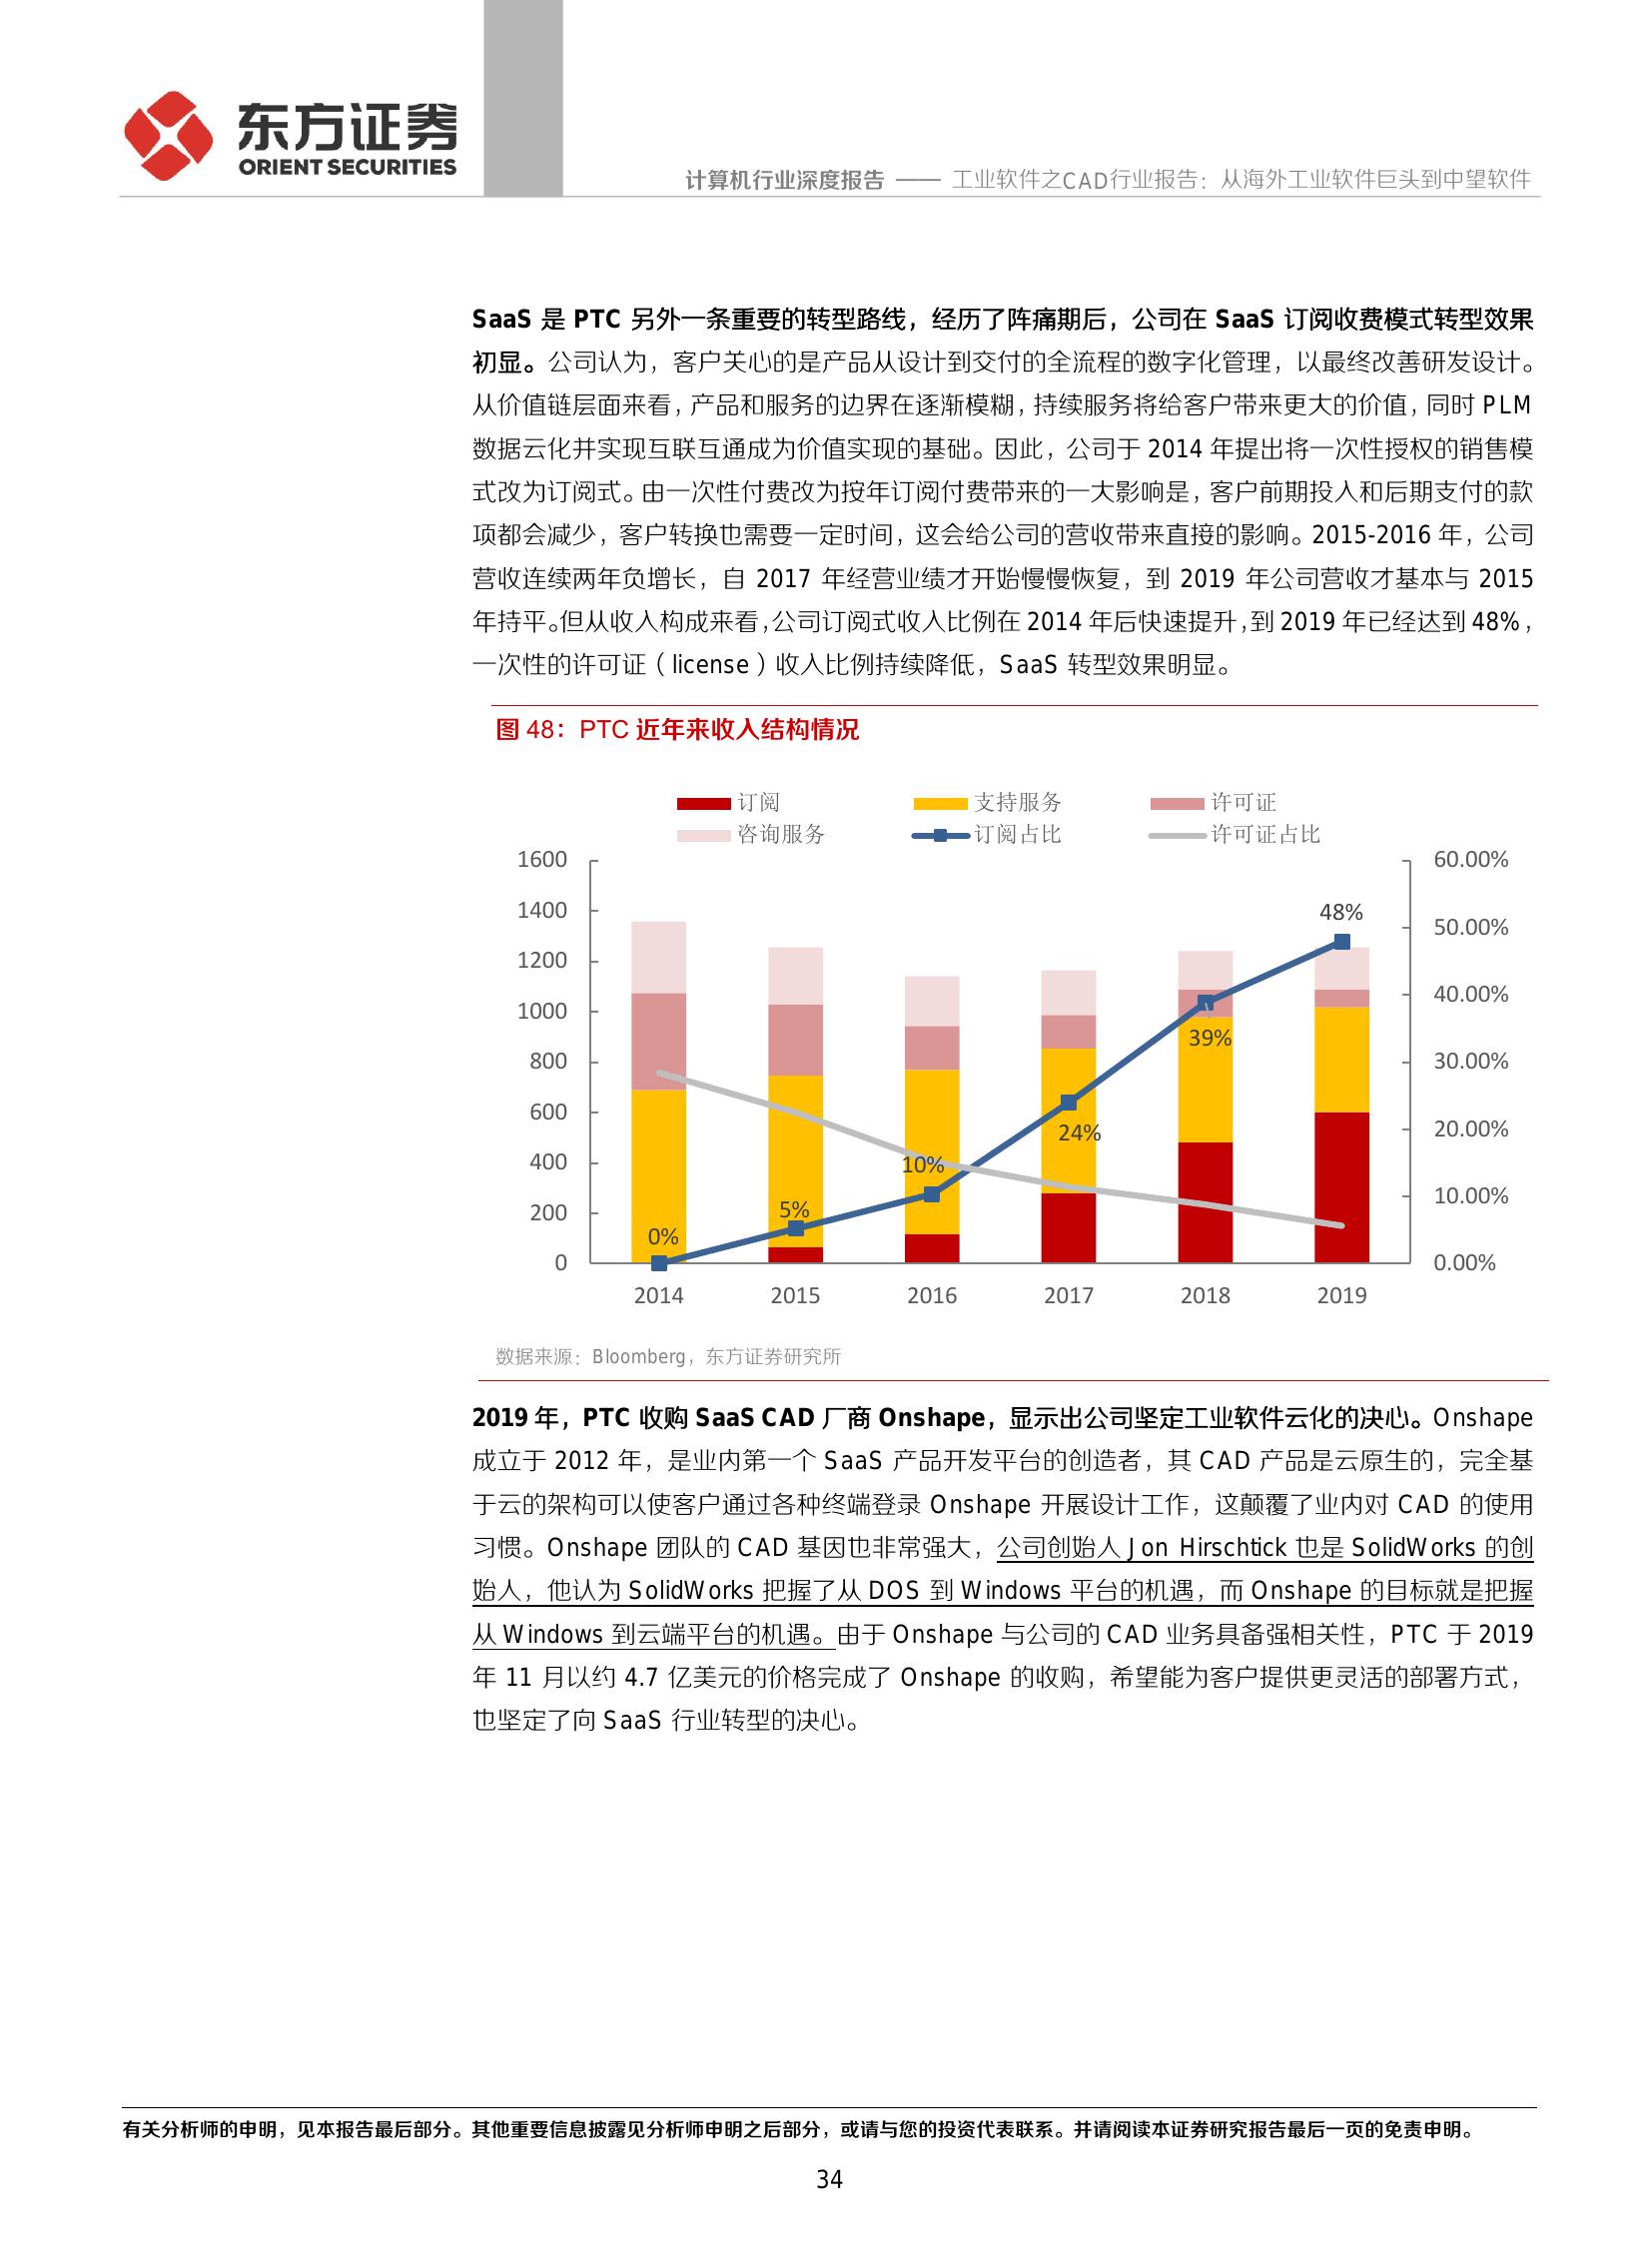 东方证券
ORIENT SECURITIES
计算机行业深度报告 —— 工业软件之CAD行业报告：从海外工业软件巨头到中望软件
SaaS 是 PTC 另外一条重要的转型路线，经历了阵痛期后，公司在 SaaS 订阅收费模式转型效果
初显。公司认为，客户关心的是产品从设计到交付的全流程的数字化管理，以最终改善研发设计。
从价值链层面来看，产品和服务的边界在逐渐模糊，持续服务将给客户带来更大的价值，同时 PLM
数据云化并实现互联互通成为价值实现的基础。因此，公司于 2014 年提出将一次性授权的销售模
式改为订阅式。由一次性付费改为按年订阅付费带来的一大影响是，客户前期投入和后期支付的款
项都会减少，客户转换也需要一定时间，这会给公司的营收带来直接的影响。2015-2016 年，公司
营收连续两年负增长，自 2017 年经营业绩才开始慢慢恢复，到 2019 年公司营收才基本与 2015
年持平。但从收入构成来看，公司订阅式收入比例在 2014 年后快速提升，到 2019 年已经达到 48%，
一次性的许可证（license）收入比例持续降低，SaaS 转型效果明显。
图 48：PTC 近年来收入结构情况
订阅 支持服务 许可证
咨询服务 订阅占比 许可证占比
1600 60.00%
1400 48% 50.00%
1200 40.00%
1000 39%
800 30.00%
600 24% 20.00%
400 10%
200 5% 10.00%
0 0% 0.00%
2014 2015 2016 2017 2018 2019
数据来源：Bloomberg，东方证券研究所
2019 年，PTC 收购 SaaS CAD 厂商 Onshape，显示出公司坚定工业软件云化的决心。Onshape
成立于 2012 年，是业内第一个 SaaS 产品开发平台的创造者，其 CAD 产品是云原生的，完全基
于云的架构可以使客户通过各种终端登录 Onshape 开展设计工作，这颠覆了业内对 CAD 的使用
习惯。Onshape 团队的 CAD 基因也非常强大，公司创始人 Jon Hirschtick 也是 SolidWorks 的创
始人，他认为 SolidWorks 把握了从 DOS 到 Windows 平台的机遇，而 Onshape 的目标就是把握
从 Windows 到云端平台的机遇。由于 Onshape 与公司的 CAD 业务具备强相关性，PTC 于 2019
年 11 月以约 4.7 亿美元的价格完成了 Onshape 的收购，希望能为客户提供更灵活的部署方式，
也坚定了向 SaaS 行业转型的决心。
有关分析师的申明，见本报告最后部分。其他重要信息披露见分析师申明之后部分，或请与您的投资代表联系。并请阅读本证券研究报告最后一页的免责申明。
34